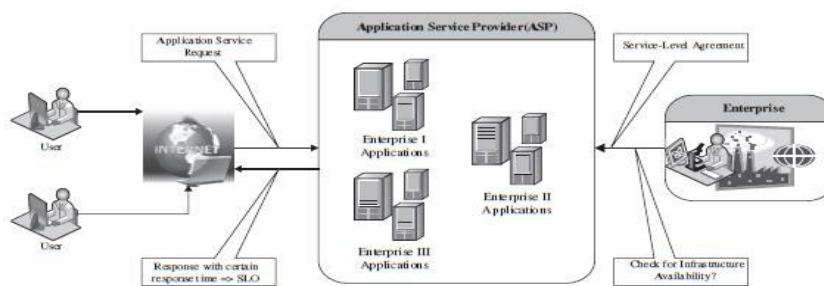 Application Service
Request
Application Service Provider(ASP)
Service-Level Agreement
User
INTERNET
Enterprise I
Applications
Enterprise II
Applications
Enterprise
User
Enterprise III
Applications
Response with certain
response time => SLO
Check for Infrastructure
Availability?